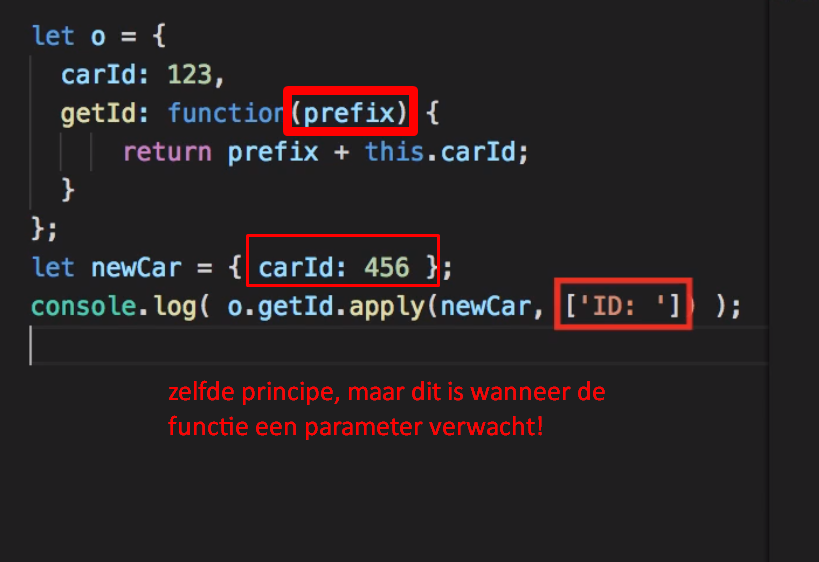 let o = {
carId: 123,
getId: function(prefix) {
return prefix + this.carId;
}
};
let newCar = { carId: 456 };
console.log( o.getId.apply(newCar, ['ID: ']) );
zelfde principe, maar dit is wanneer de
functie een parameter verwacht!